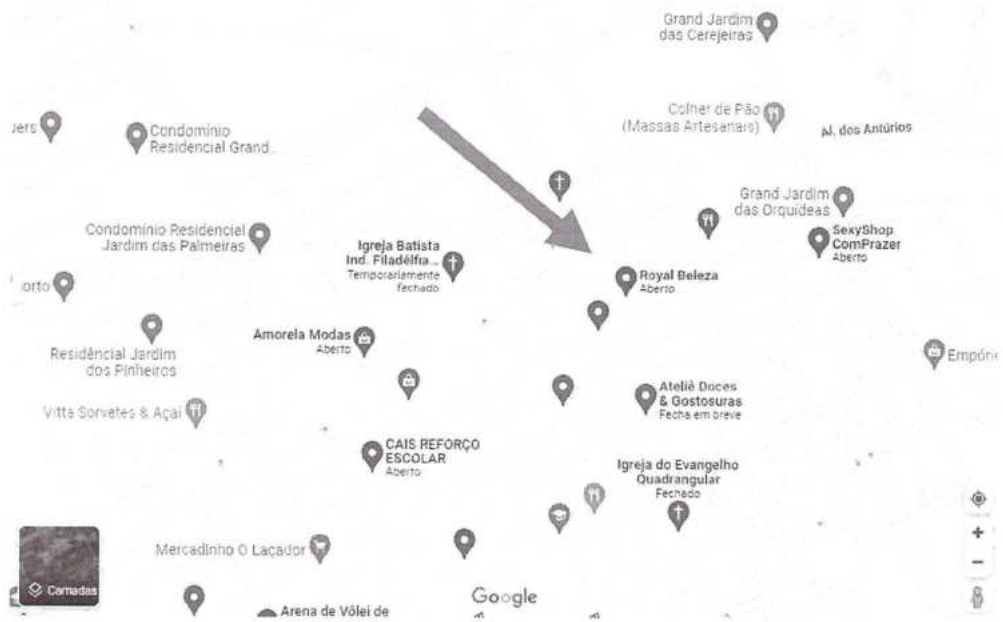 Grand Jardim
das Cerejeiras
Colher de Pão
(Massas Artesanais)
Al. dos Antúrios
Condomínio
Residencial Grand...
Grand Jardim
das Orquídeas
SexyShop
ComPrazer
Aberto
Condomínio Residencial
Jardim das Palmeiras
Igreja Batista
Ind. Filadélfia...
Temporariamente
fechado
Royal Beleza
Aberto
orto
Amorela Modas
Aberto
Residêncial Jardim
dos Pinheiros
Empório
Vitta Sorvetes & Açaí
Ateliê Doces
& Gostosuras
Fecha em breve
CAIS REFORÇO
ESCOLAR
Aberto
Igreja do Evangelho
Quadrangular
Fechado
Mercadinho O Laçador
Camadas
Google
Arena de Vôlei de